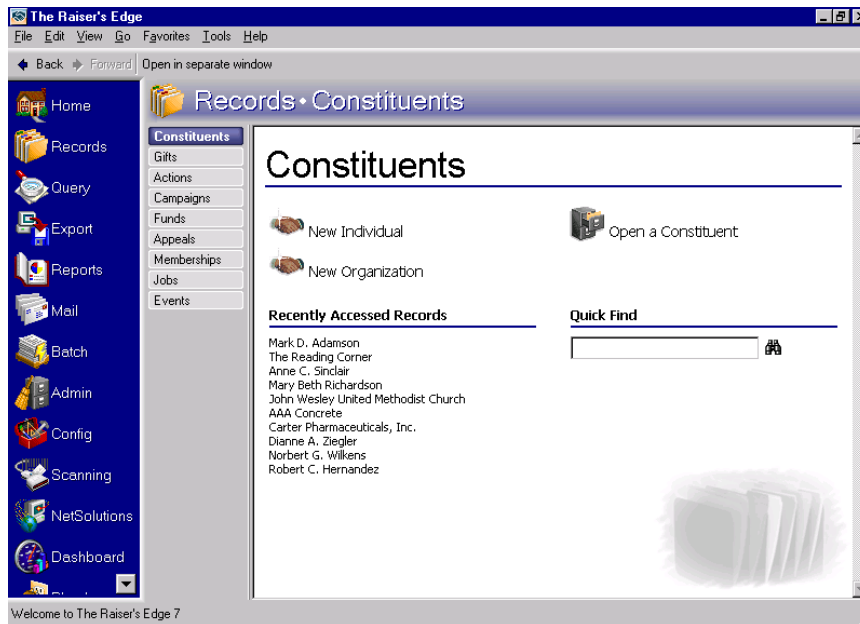 The Raiser's Edge
File Edit View Go Favorites Tools Help
Back Forward Open in separate window
Records • Constituents
Home
Records
Query
Export
Reports
Mail
Batch
Admin
Config
Scanning
NetSolutions
Dashboard
Constituents
Gifts
Actions
Campaigns
Funds
Appeals
Memberships
Jobs
Events
Constituents
New Individual
Open a Constituent
New Organization
Recently Accessed Records
Quick Find
Mark D. Adamson
The Reading Corner
Anne C. Sinclair
Mary Beth Richardson
John Wesley United Methodist Church
AAA Concrete
Carter Pharmaceuticals, Inc.
Dianne A. Ziegler
Norbert G. Wilkens
Robert C. Hernandez
Welcome to The Raiser's Edge 7